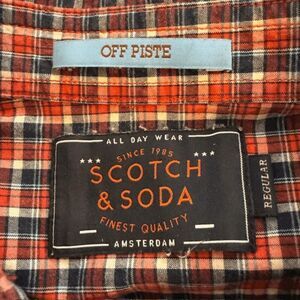 OFF PISTE
ALL DAY WEAR
SINCE 1985
SCOTCH
& SODA
FINEST QUALITY
AMSTERDAM
REGULAR